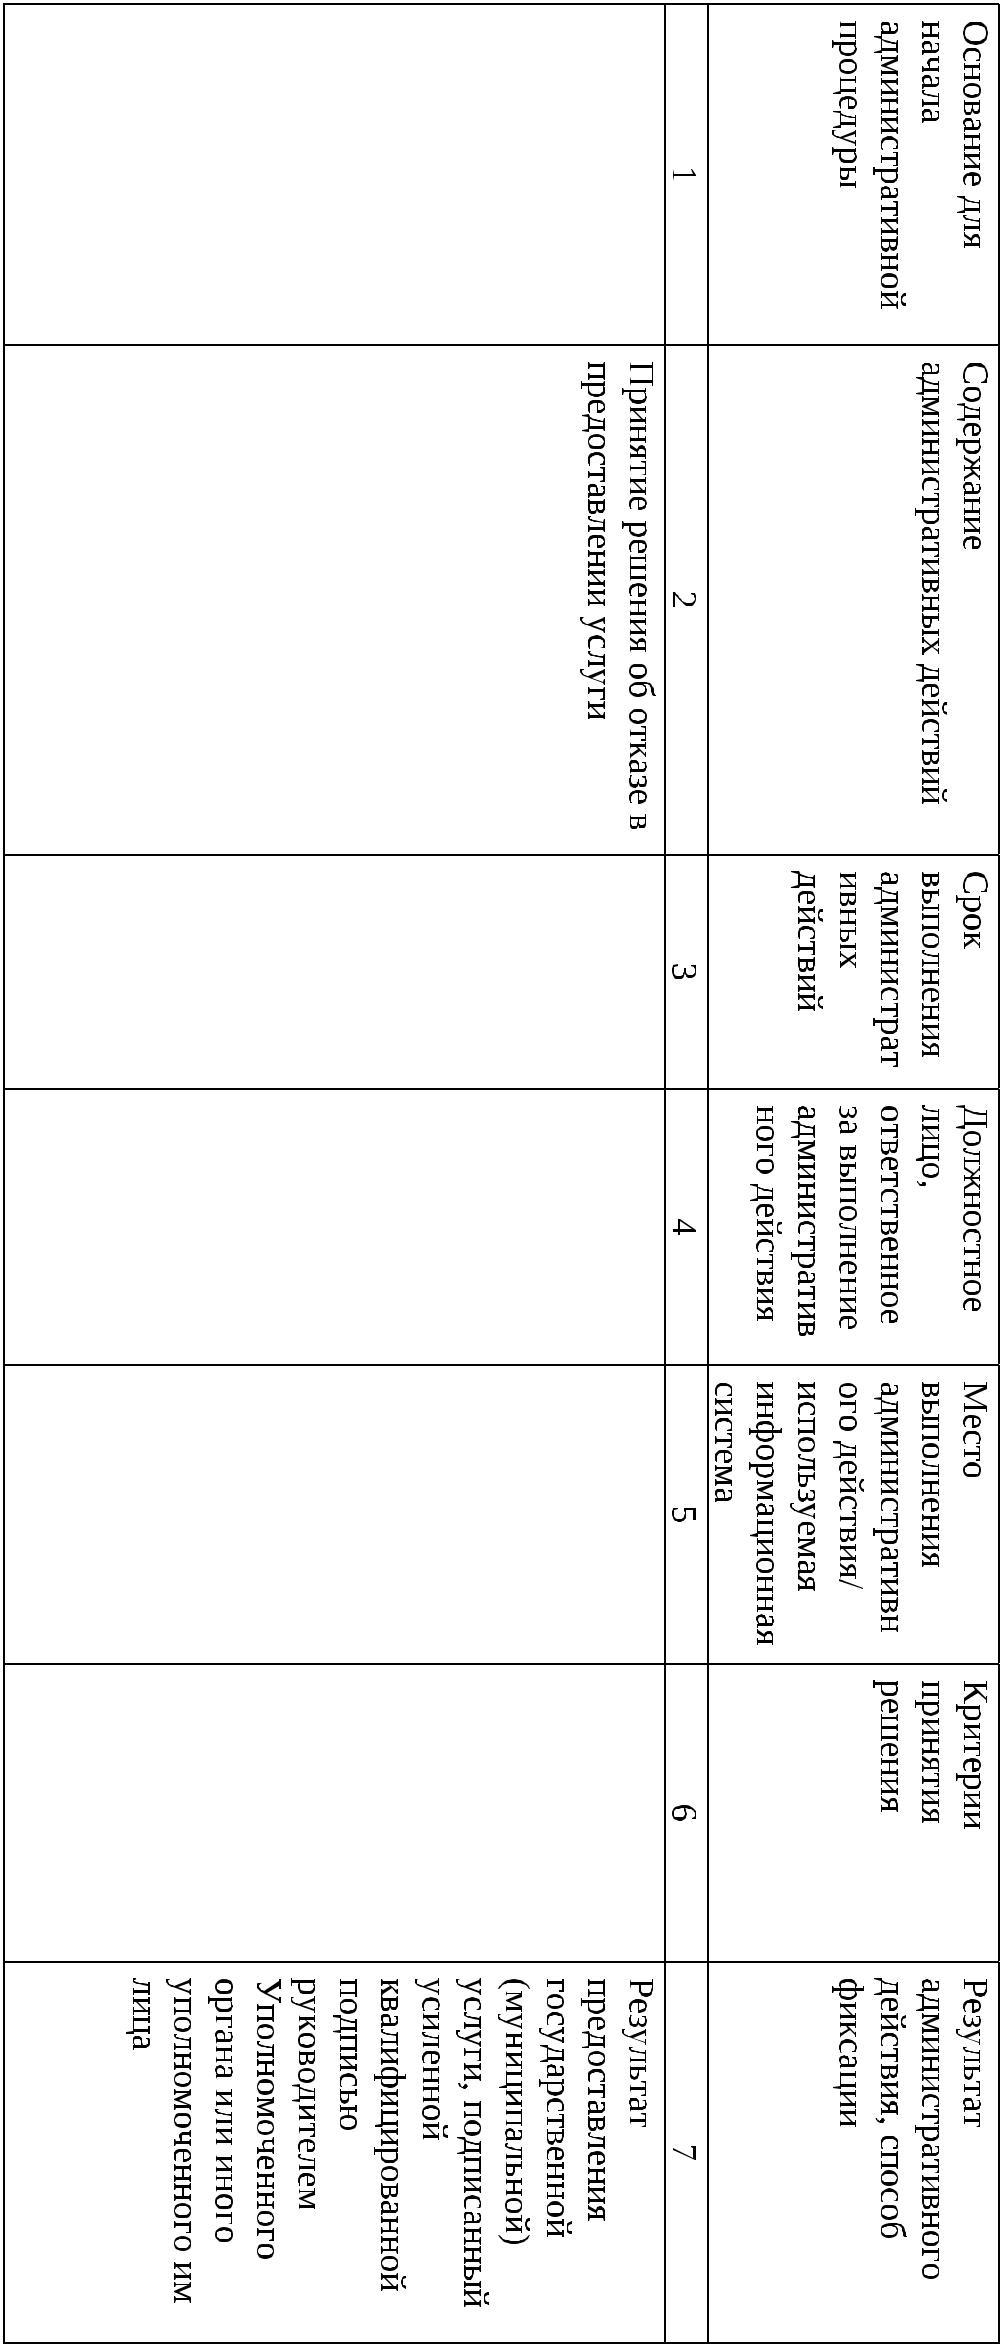 Основание для
начала
административной
процедуры
Содержание
административных действий
Срок
выполнения
администрат
ивных
действий
Должностное
лицо,
ответственное
за выполнение
административ
ного действия
Место
выполнения
административн
ого действия/
используемая
информационная
система
Критерии
принятия
решения
Результат
административного
действия, способ
фиксации
1
2
3
4
5
6
7
Принятие решения об отказе в
предоставлении услуги
Результат
предоставления
государственной
(муниципальной)
услуги, подписанный
усиленной
квалифицированной
подписью
руководителем
Уполномоченного
органа или иного
уполномоченного им
лица